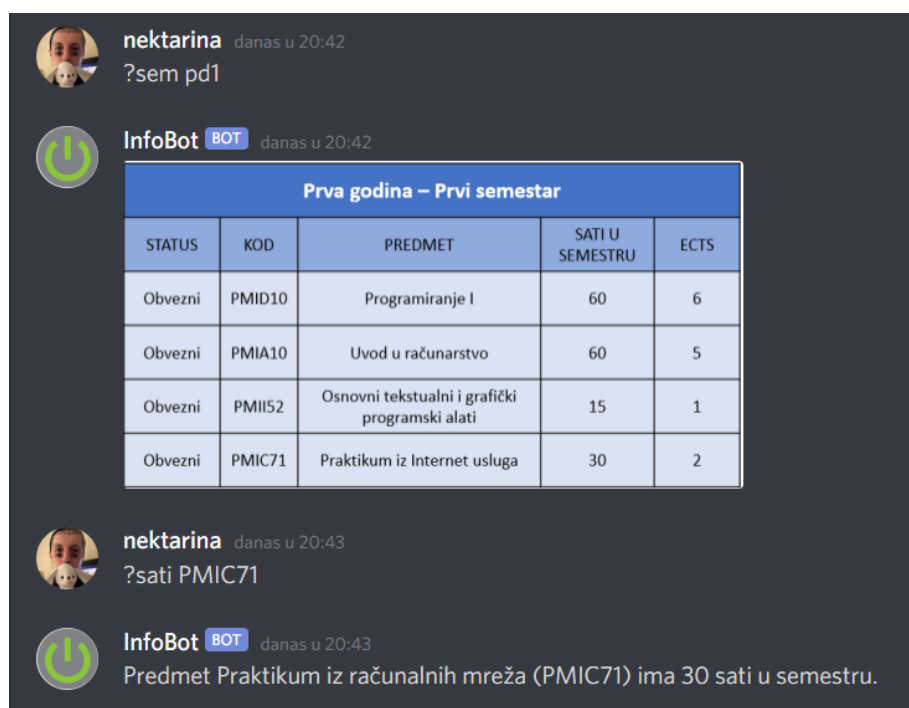 nektarina danas u 20:42
?sem pd1
InfoBot BOT danas u 20:42
Prva godina – Prvi semestar
STATUS KOD PREDMET SATI U SEMESTRU ECTS
Obvezni PMID10 Programiranje I 60 6
Obvezni PMIA10 Uvod u računarstvo 60 5
Obvezni PMII52 Osnovni tekstualni i grafički programski alati 15 1
Obvezni PMIC71 Praktikum iz Internet usluga 30 2
nektarina danas u 20:43
?sati PMIC71
InfoBot BOT danas u 20:43
Predmet Praktikum iz računalnih mreža (PMIC71) ima 30 sati u semestru.